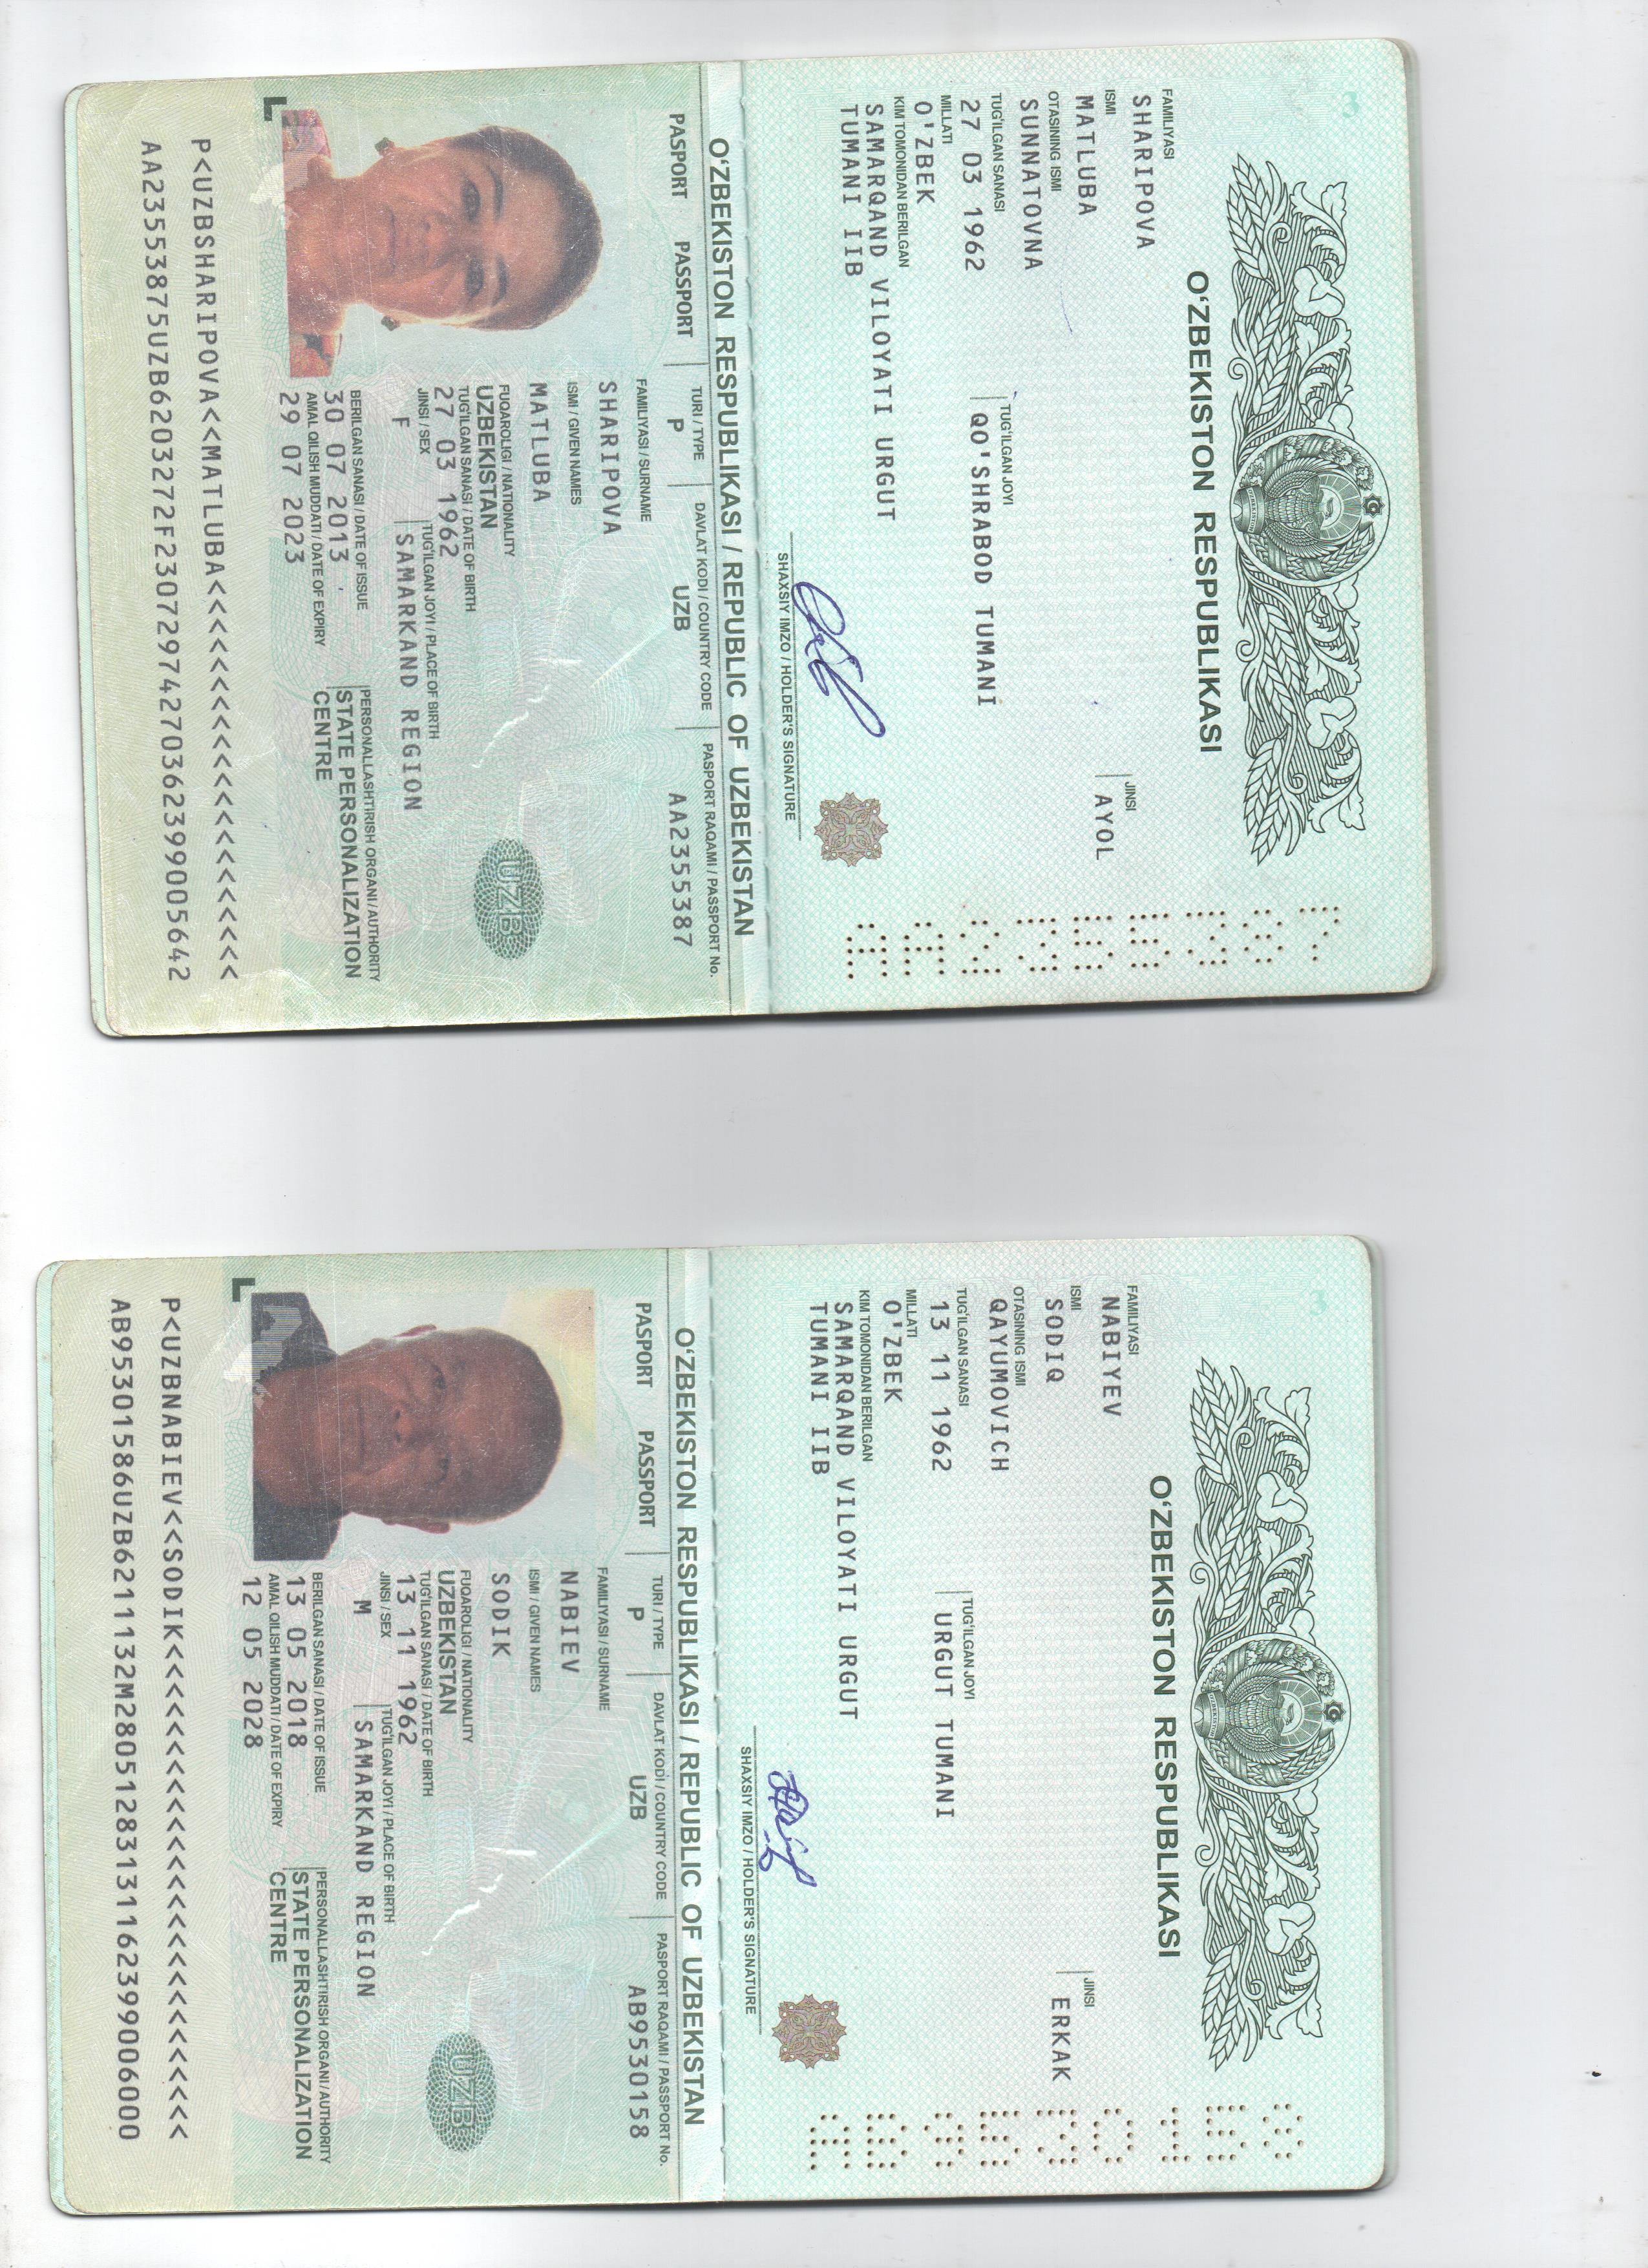 O‘ZBEKISTON RESPUBLIKASI
FAMILIYASI
SHARIPOVA
ISMI
MATLUBA
JINSI
AYOL
OTASINING ISMI
SUNNATOVNA
TUG‘ILGAN SANASI
27 03 1962
TUG‘ILGAN JOYI
QO'SHRABOD TUMANI
MILLATI
O'ZBEK
KIM TOMONIDAN BERILGAN
SAMARQAND VILOYATI URGUT
TUMANI IIB
SHAXSIY IMZO / HOLDER'S SIGNATURE
AA2355387
O‘ZBEKISTON RESPUBLIKASI / REPUBLIC OF UZBEKISTAN
PASPORT PASSPORT
TURI / TYPE
P
DAVLAT KODI / COUNTRY CODE
UZB
PASPORT RAQAMI / PASSPORT No.
AA2355387
FAMILIYASI / SURNAME
SHARIPOVA
ISMI / GIVEN NAMES
MATLUBA
FUQAROLIGI / NATIONALITY
UZBEKISTAN
UZB
TUG‘ILGAN SANASI / DATE OF BIRTH
27 03 1962
JINSI / SEX
F
TUG‘ILGAN JOYI / PLACE OF BIRTH
SAMARKAND REGION
BERILGAN SANASI / DATE OF ISSUE
30 07 2013
PERSONALLASHTIRISH ORGANI / AUTHORITY
STATE PERSONALIZATION
CENTRE
AMAL QILISH MUDDATI / DATE OF EXPIRY
29 07 2023
P<UZBSHARIPOVA<<MATLUBA<<<<<<<<<<<<<<<<<<<<<
AA23553875UZB6203272F23072974270362399005642
O‘ZBEKISTON RESPUBLIKASI
FAMILIYASI
NABIYEV
ISMI
SODIQ
JINSI
ERKAK
OTASINING ISMI
QAYUMOVICH
TUG‘ILGAN SANASI
13 11 1962
TUG‘ILGAN JOYI
URGUT TUMANI
MILLATI
O'ZBEK
KIM TOMONIDAN BERILGAN
SAMARQAND VILOYATI URGUT
TUMANI IIB
SHAXSIY IMZO / HOLDER'S SIGNATURE
AB9530158
O‘ZBEKISTON RESPUBLIKASI / REPUBLIC OF UZBEKISTAN
PASPORT PASSPORT
TURI / TYPE
P
DAVLAT KODI / COUNTRY CODE
UZB
PASPORT RAQAMI / PASSPORT No.
AB9530158
FAMILIYASI / SURNAME
NABIEV
ISMI / GIVEN NAMES
SODIK
FUQAROLIGI / NATIONALITY
UZBEKISTAN
UZB
TUG‘ILGAN SANASI / DATE OF BIRTH
13 11 1962
JINSI / SEX
M
TUG‘ILGAN JOYI / PLACE OF BIRTH
SAMARKAND REGION
BERILGAN SANASI / DATE OF ISSUE
13 05 2018
PERSONALLASHTIRISH ORGANI / AUTHORITY
STATE PERSONALIZATION
CENTRE
AMAL QILISH MUDDATI / DATE OF EXPIRY
12 05 2028
P<UZBNABIEV<<SODIK<<<<<<<<<<<<<<<<<<<<<<<<<<
AB95301586UZB6211132M28051283131162399006000